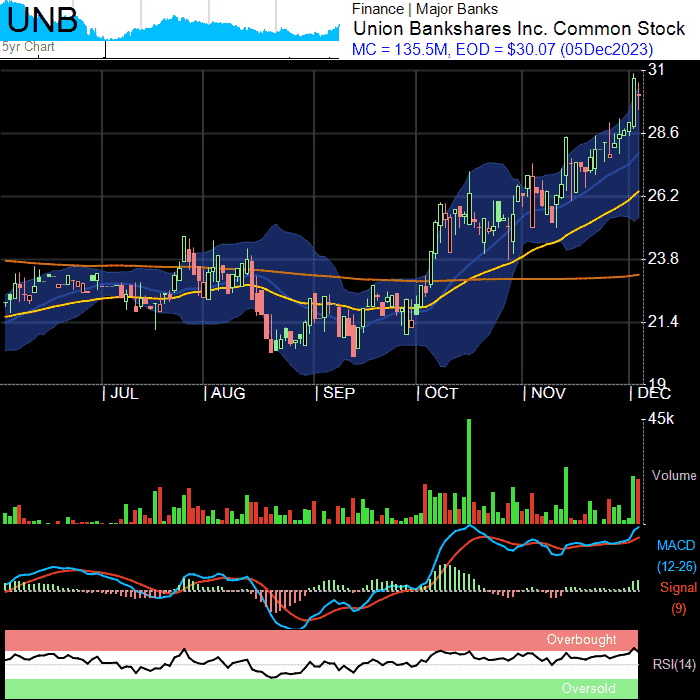 UNB
5yr Chart
Finance | Major Banks
Union Bankshares Inc. Common Stock
MC = 135.5M, EOD = $30.07 (05Dec2023)
31
28.6
26.2
23.8
21.4
19
JUL AUG SEP OCT NOV DEC
45k
Volume
MACD
(12-26)
Signal
(9)
Overbought
RSI(14)
Oversold